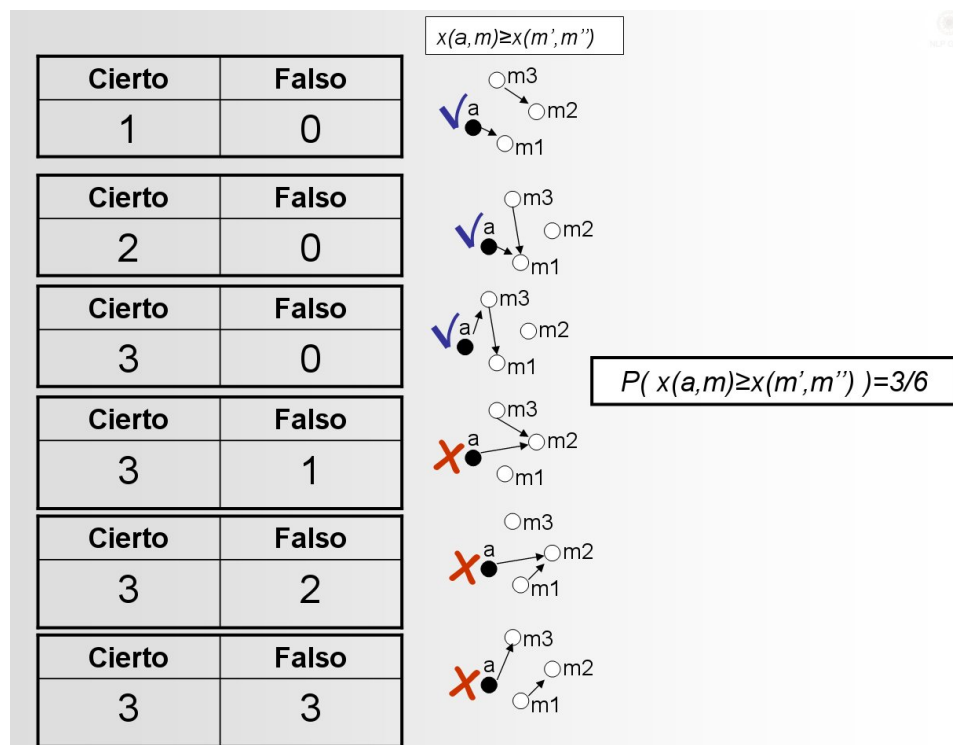 x(a,m)≥x(m’,m’’)
Cierto Falso
1 0
m3
a
m2
m1
Cierto Falso
2 0
m3
a
m2
m1
Cierto Falso
3 0
m3
a
m2
m1
P( x(a,m)≥x(m’,m’’) )=3/6
Cierto Falso
3 1
m3
a
m2
m1
Cierto Falso
3 2
m3
a
m2
m1
Cierto Falso
3 3
m3
a
m2
m1